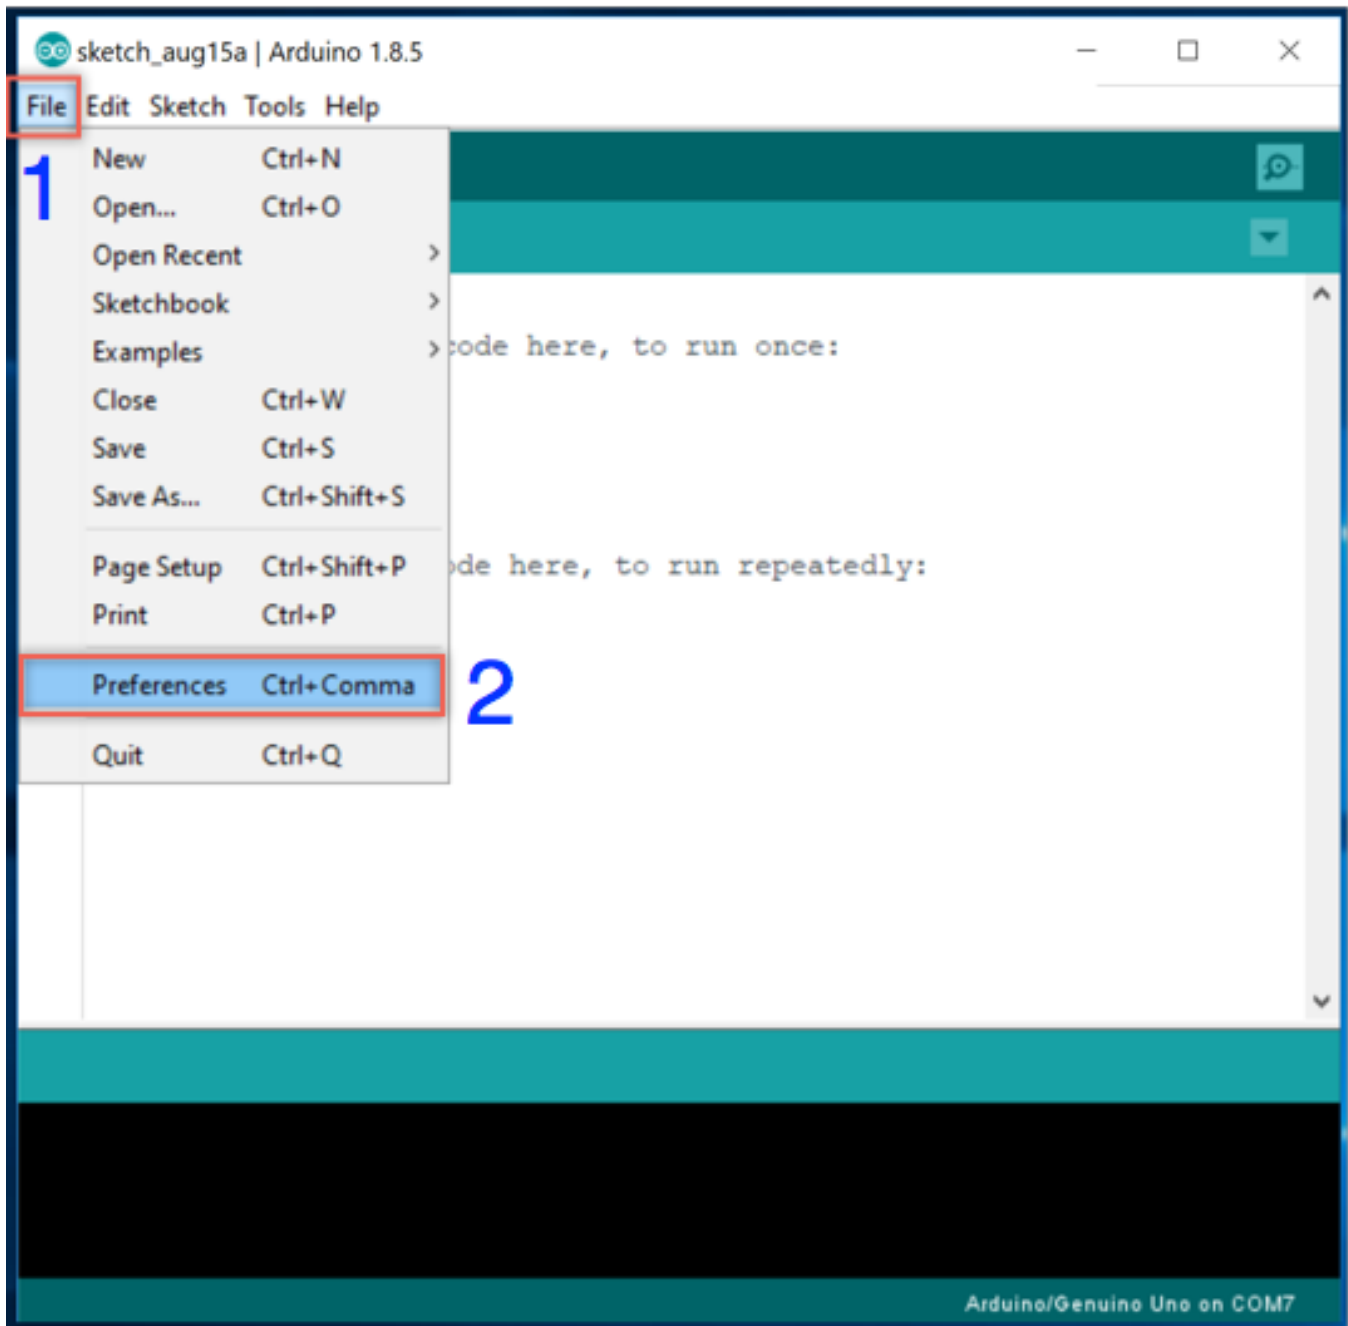 sketch_aug15a | Arduino 1.8.5
File Edit Sketch Tools Help
1
New Ctrl+N
Open... Ctrl+O
Open Recent
Sketchbook
Examples
code here, to run once:
Close Ctrl+W
Save Ctrl+S
Save As... Ctrl+Shift+S
Page Setup Ctrl+Shift+P
ode here, to run repeatedly:
Print Ctrl+P
Preferences Ctrl+Comma
2
Quit Ctrl+Q
Arduino/Genuino Uno on COM7